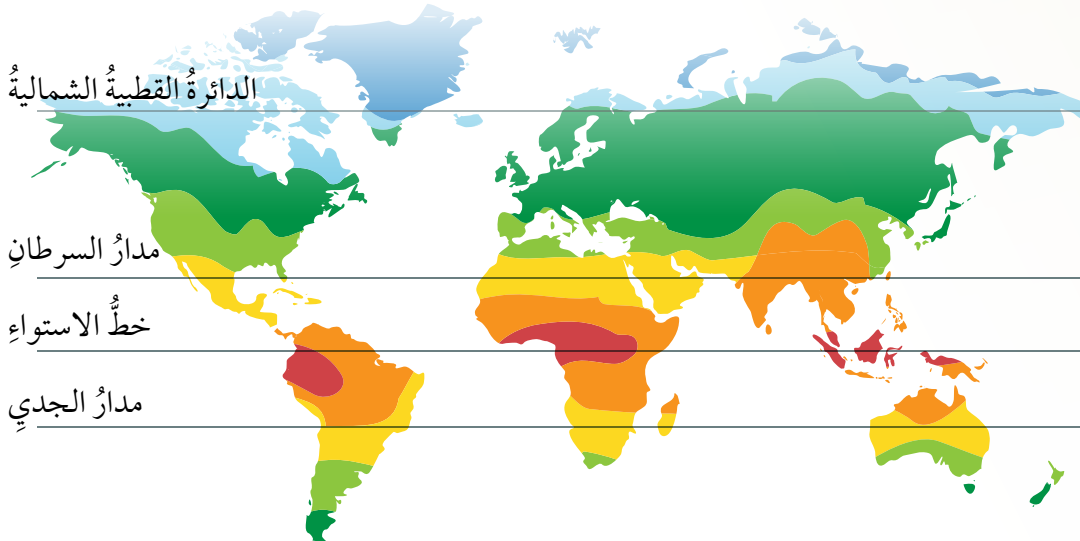 الدائرةُ القطبيةُ الشماليةُ
مدارُ السرطانِ
خطُّ الاستواءِ
مدارُ الجديِ